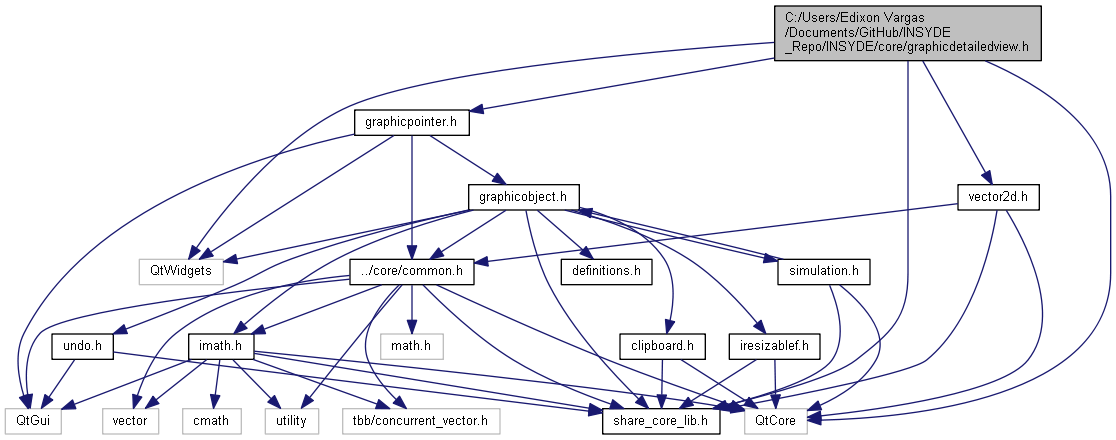 C:/Users/Edixon Vargas
/Documents/GitHub/INSYDE
_Repo/INSYDE/core/graphicdetailedview.h
graphicpointer.h
graphicobject.h
vector2d.h
QtWidgets
../core/common.h
definitions.h
simulation.h
undo.h
imath.h
math.h
clipboard.h
iresizablef.h
QtGui
vector
cmath
utility
tbb/concurrent_vector.h
share_core_lib.h
QtCore